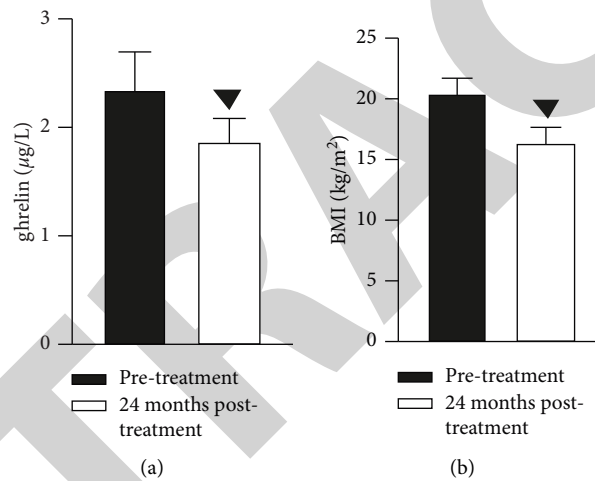 3
2
1
0
ghrelin (µg/L)
Pre-treatment
24 months post-
treatment
(a)
25
20
15
10
5
0
BMI (kg/m²)
Pre-treatment
24 months post-
treatment
(b)
TRAC